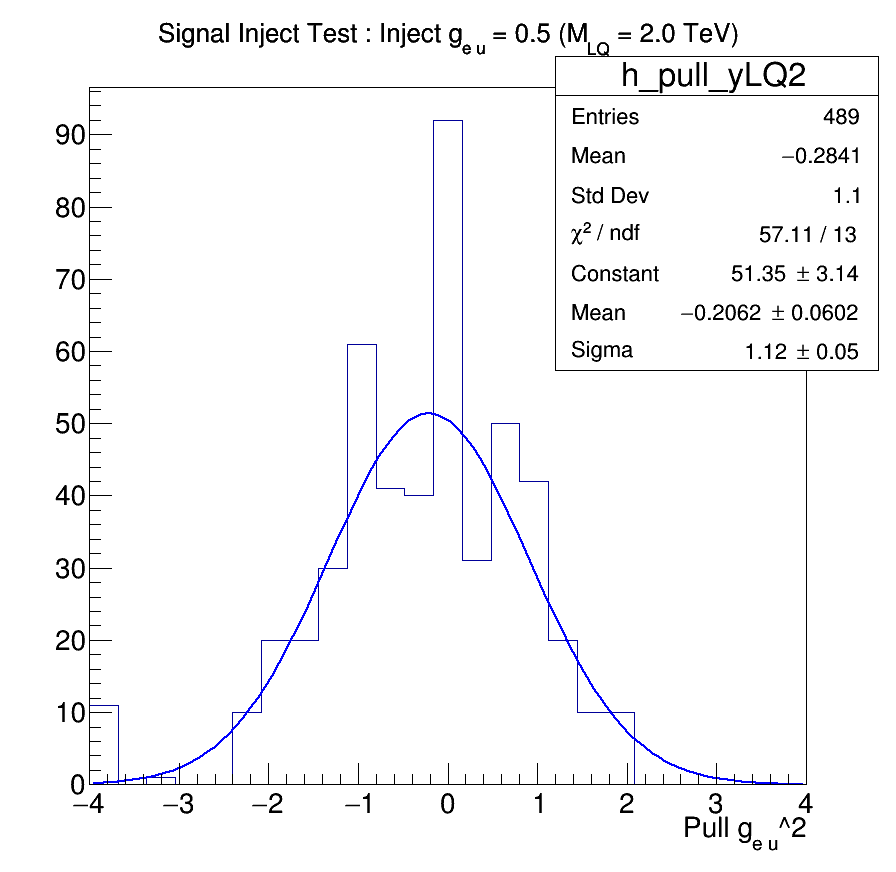 Signal Inject Test : Inject g_e u = 0.5 (M_LQ = 2.0 TeV)
h_pull_yLQ2
Entries 489
Mean −0.2841
Std Dev 1.1
χ² / ndf 57.11 / 13
Constant 51.35 ± 3.14
Mean −0.2062 ± 0.0602
Sigma 1.12 ± 0.05
90
80
70
60
50
40
30
20
10
0
−4 −3 −2 −1 0 1 2 3 4
Pull g_e u^2